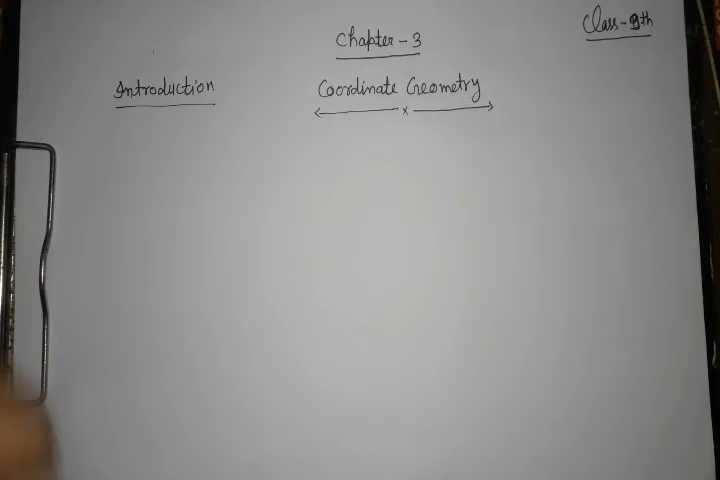 Class-9th
Chapter-3
Introduction
Coordinate Geometry